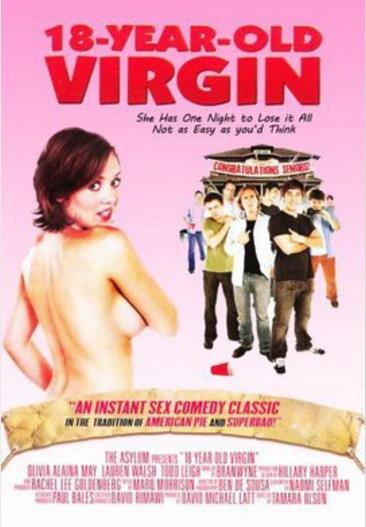 18-YEAR-OLD
VIRGIN
She Has One Night to Lose it All
Not as Easy as you'd Think
CONGRATULATIONS SENIORS!
"AN INSTANT SEX COMEDY CLASSIC
IN THE TRADITION OF AMERICAN PIE AND SUPERBAD!"
THE ASYLUM PRESENTS "18 YEAR OLD VIRGIN"
OLIVIA ALAINA MAY LAUREN WALSH TODD LEIGH BRANWYNE HILLARY HARPER
RACHEL LEE GOLDENBERG MARQ MORRISON BEN DE SOUSA NAOMI SELFMAN
PAUL BALES DAVID RIMAWI DAVID MICHAEL LATT TAMARA OLSON